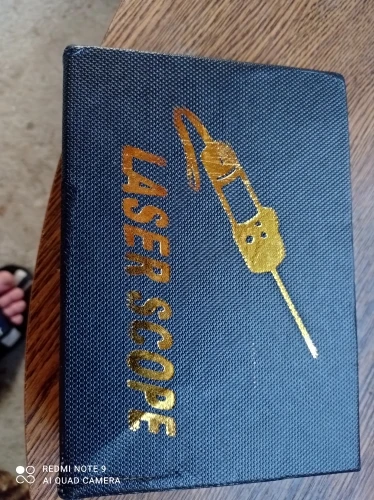 LASER SCOPE
REDMI NOTE 9
AI QUAD CAMERA